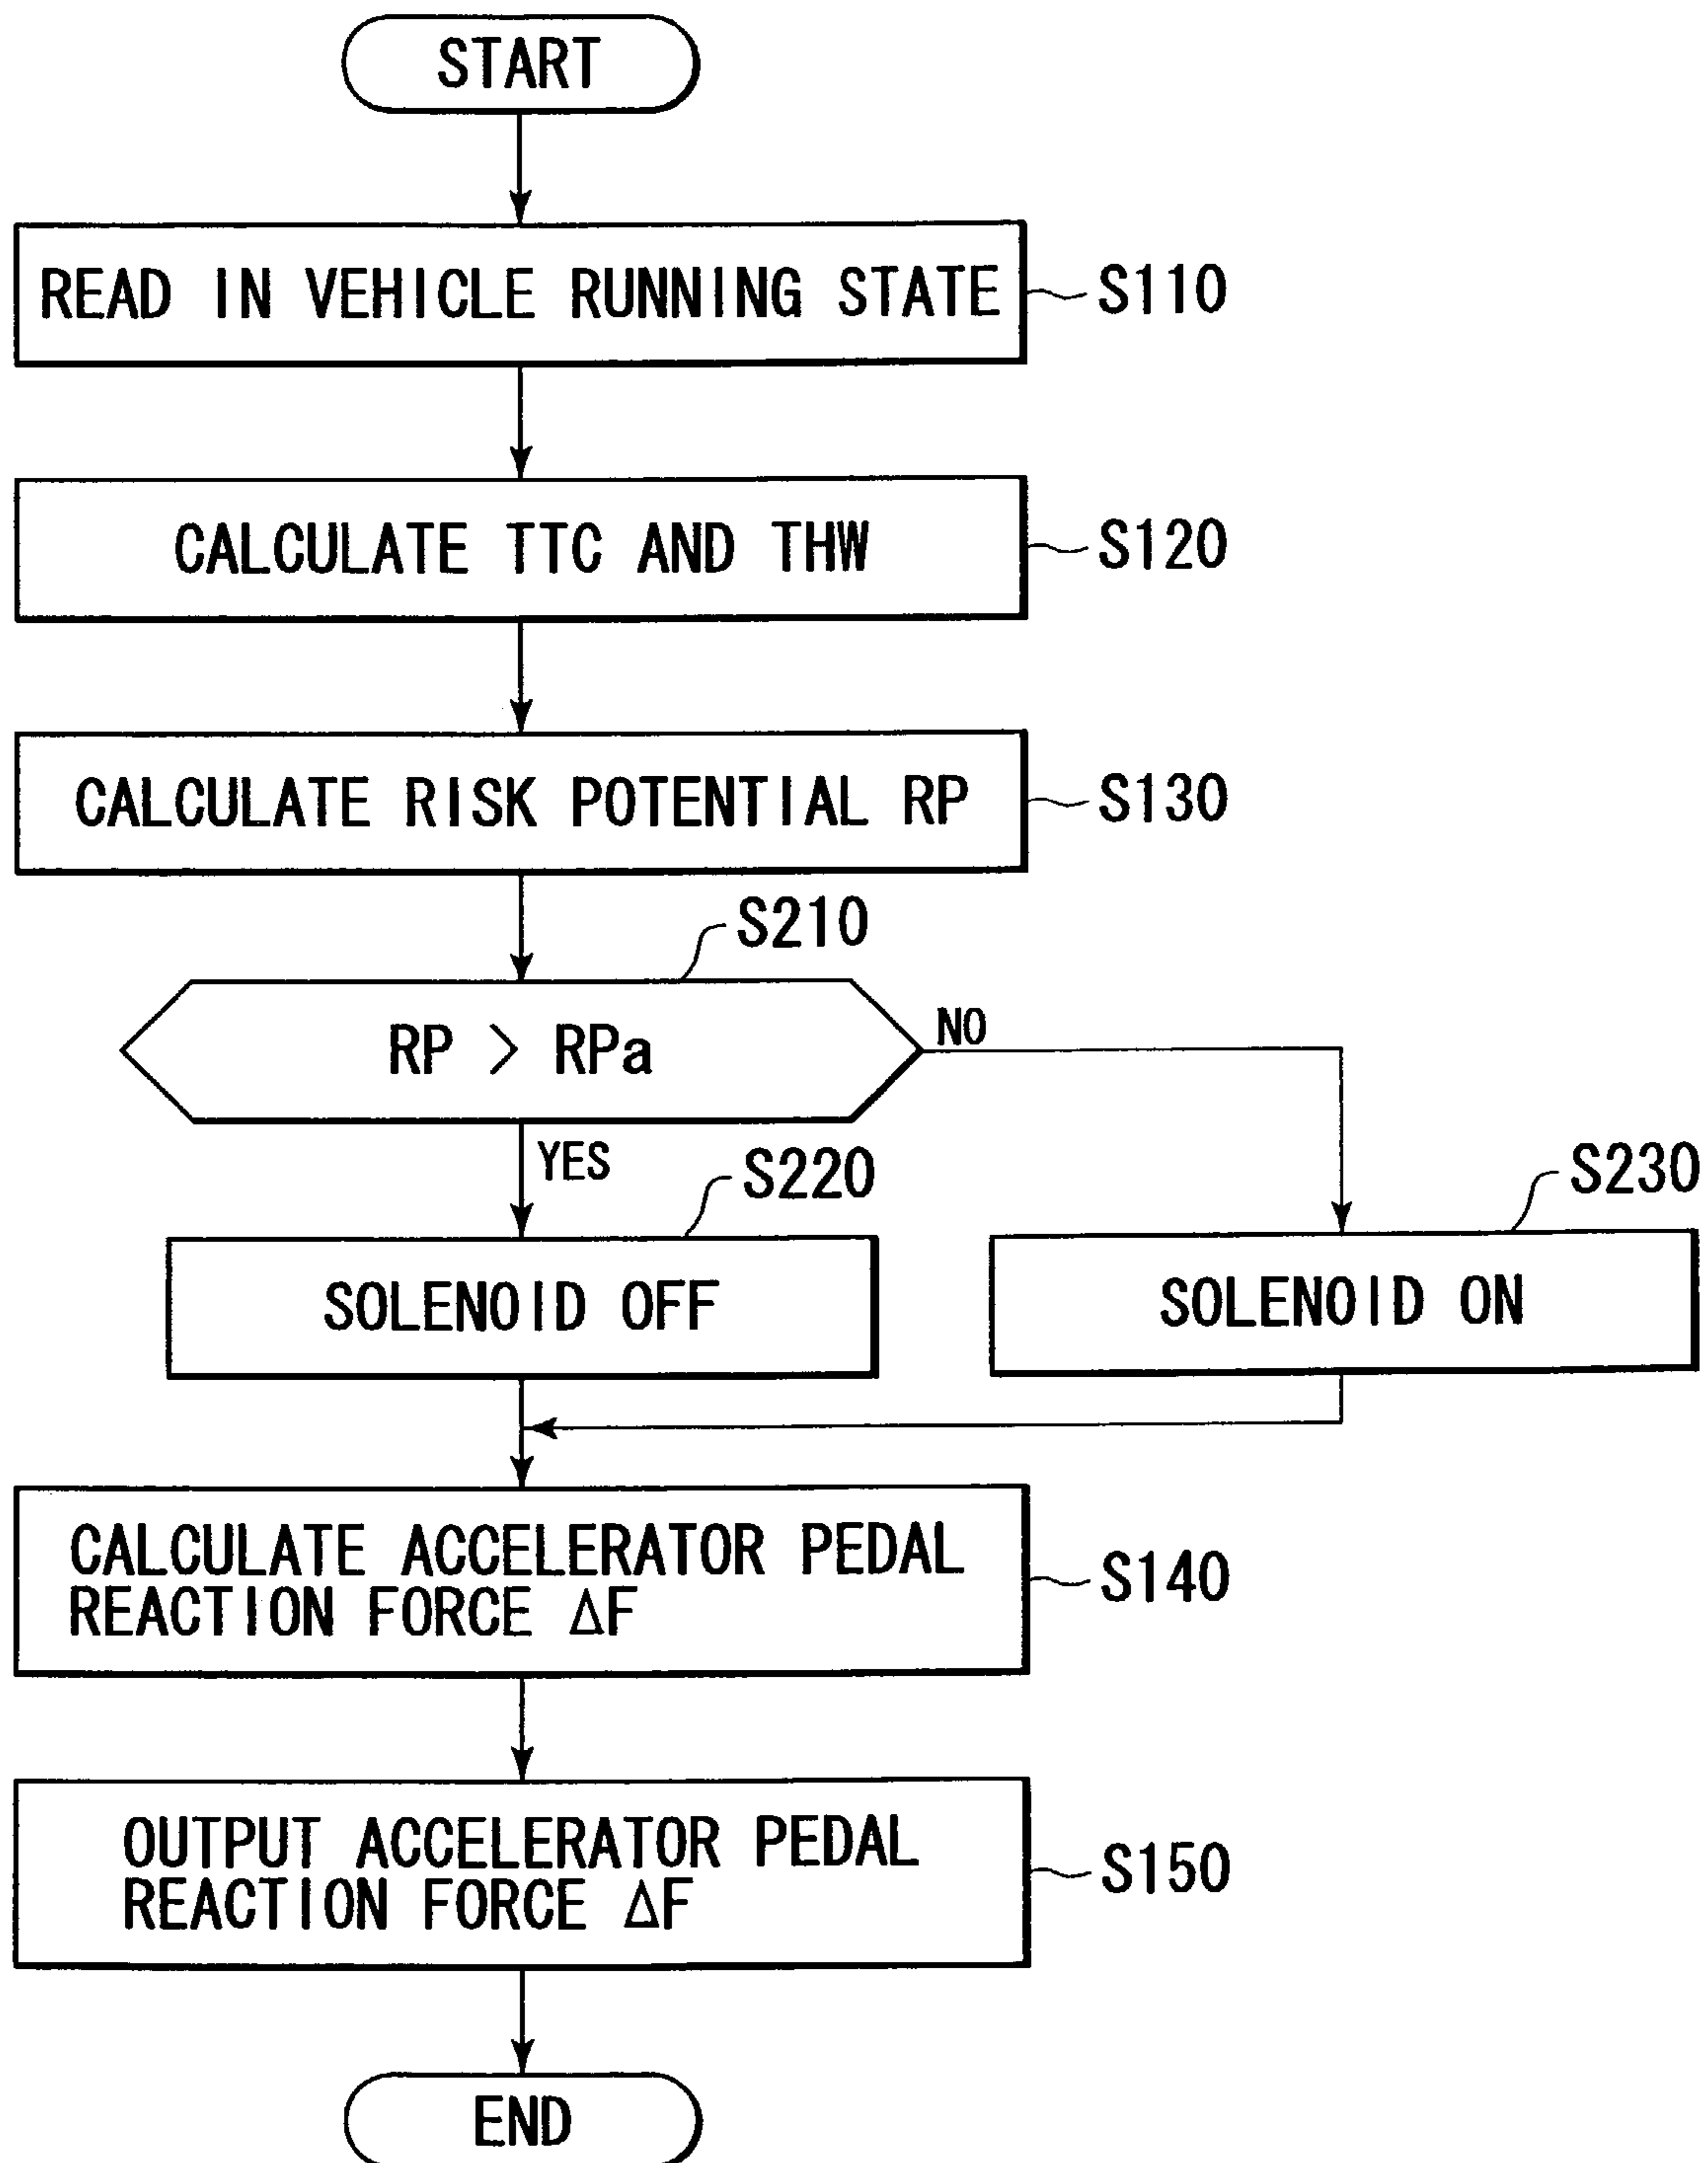 START
READ IN VEHICLE RUNNING STATE
S110
CALCULATE TTC AND THW
S120
CALCULATE RISK POTENTIAL RP
S130
S210
RP > RPa
NO
YES
S220
S230
SOLENOID OFF
SOLENOID ON
CALCULATE ACCELERATOR PEDAL
REACTION FORCE ΔF
S140
OUTPUT ACCELERATOR PEDAL
REACTION FORCE ΔF
S150
END